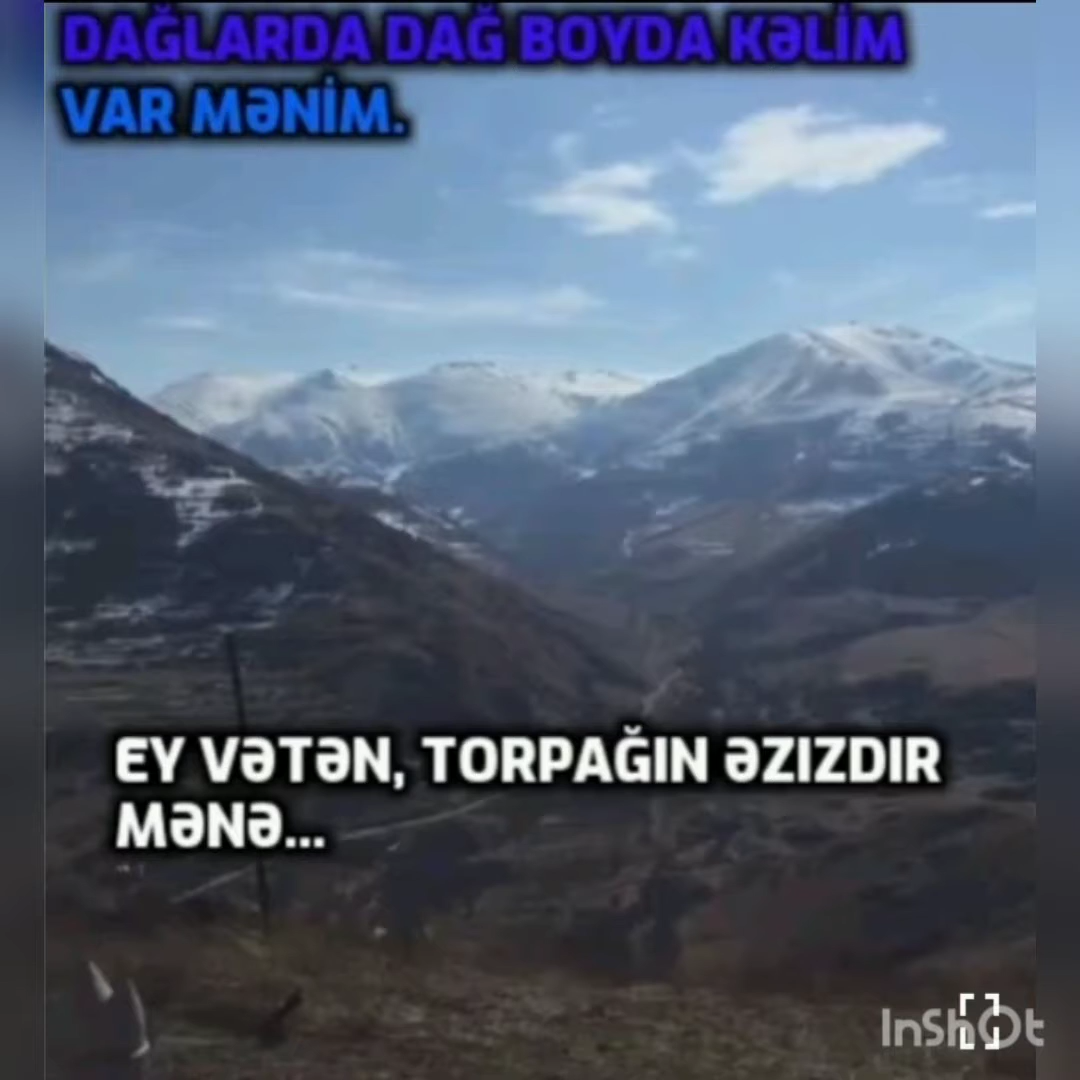 DAĞLARDA DAĞ BOYDA KƏLİM
VAR MƏNİM.
EY VƏTƏN, TORPAĞIN ƏZIZDIR
MƏNƏ...
InShOt